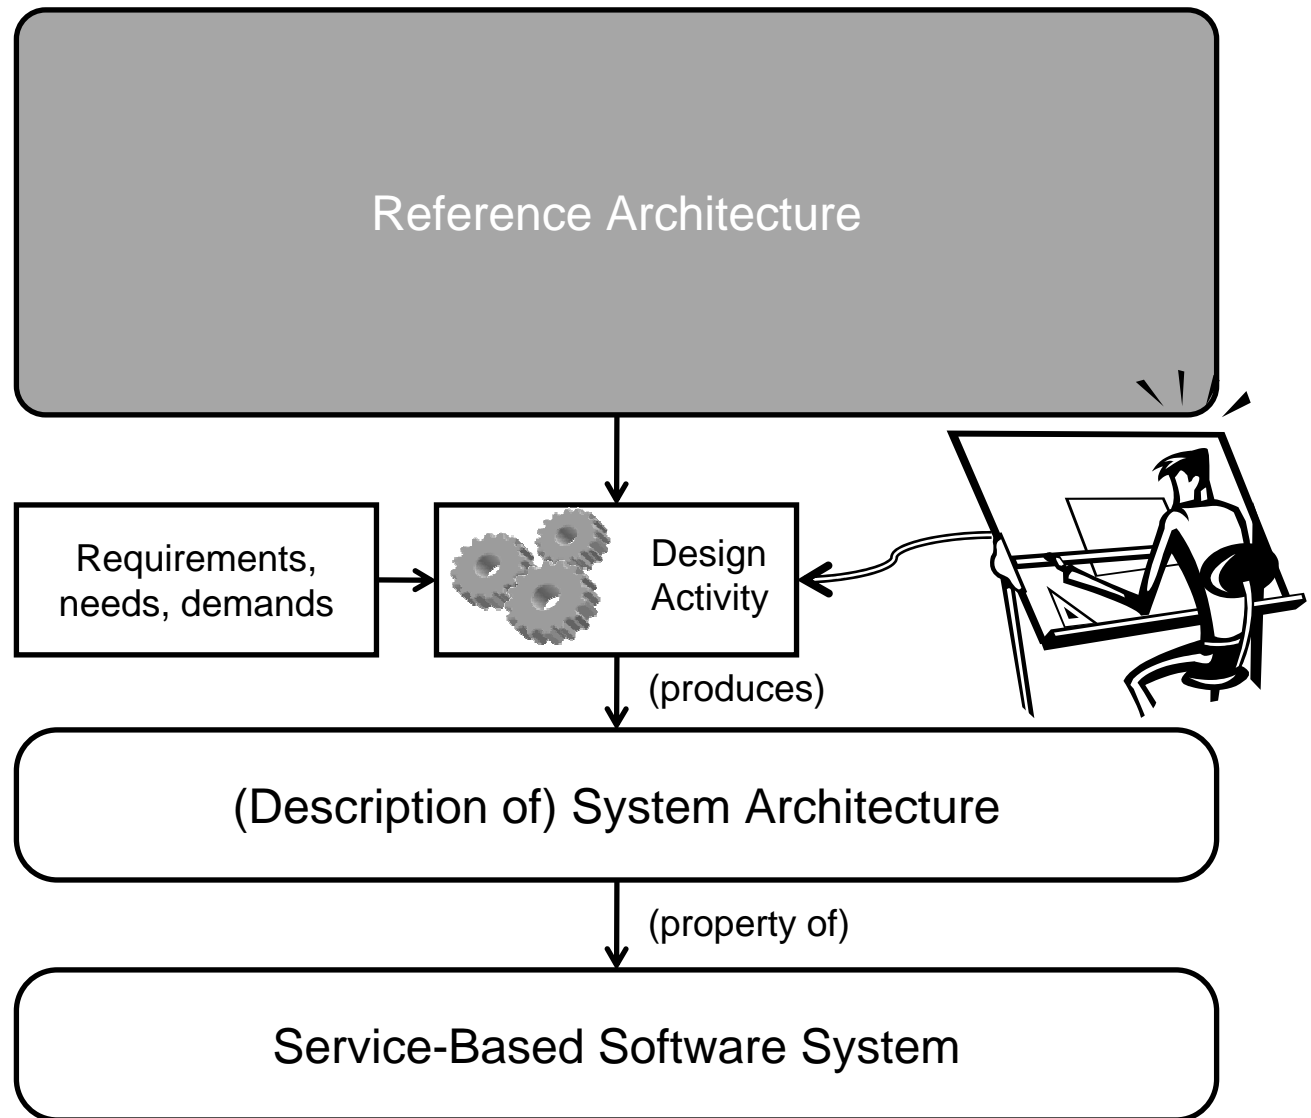 Reference Architecture
Requirements,
needs, demands
Design
Activity
(produces)
(Description of) System Architecture
(property of)
Service-Based Software System